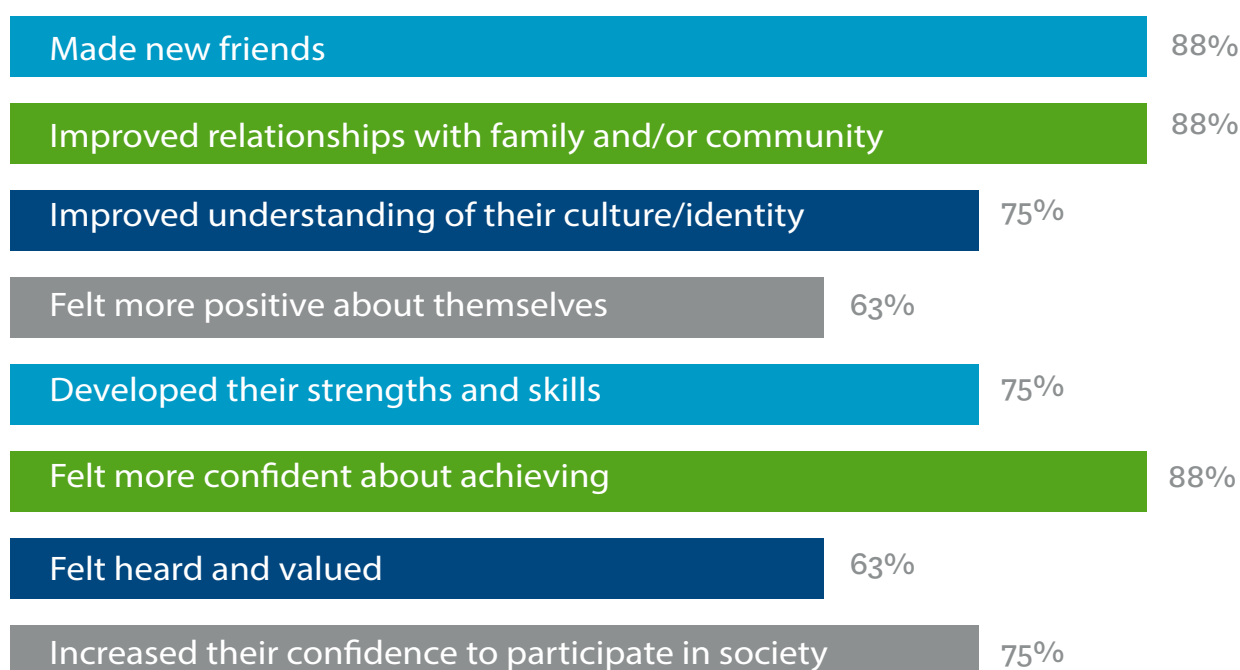 Made new friends 88%
Improved relationships with family and/or community 88%
Improved understanding of their culture/identity 75%
Felt more positive about themselves 63%
Developed their strengths and skills 75%
Felt more confident about achieving 88%
Felt heard and valued 63%
Increased their confidence to participate in society 75%